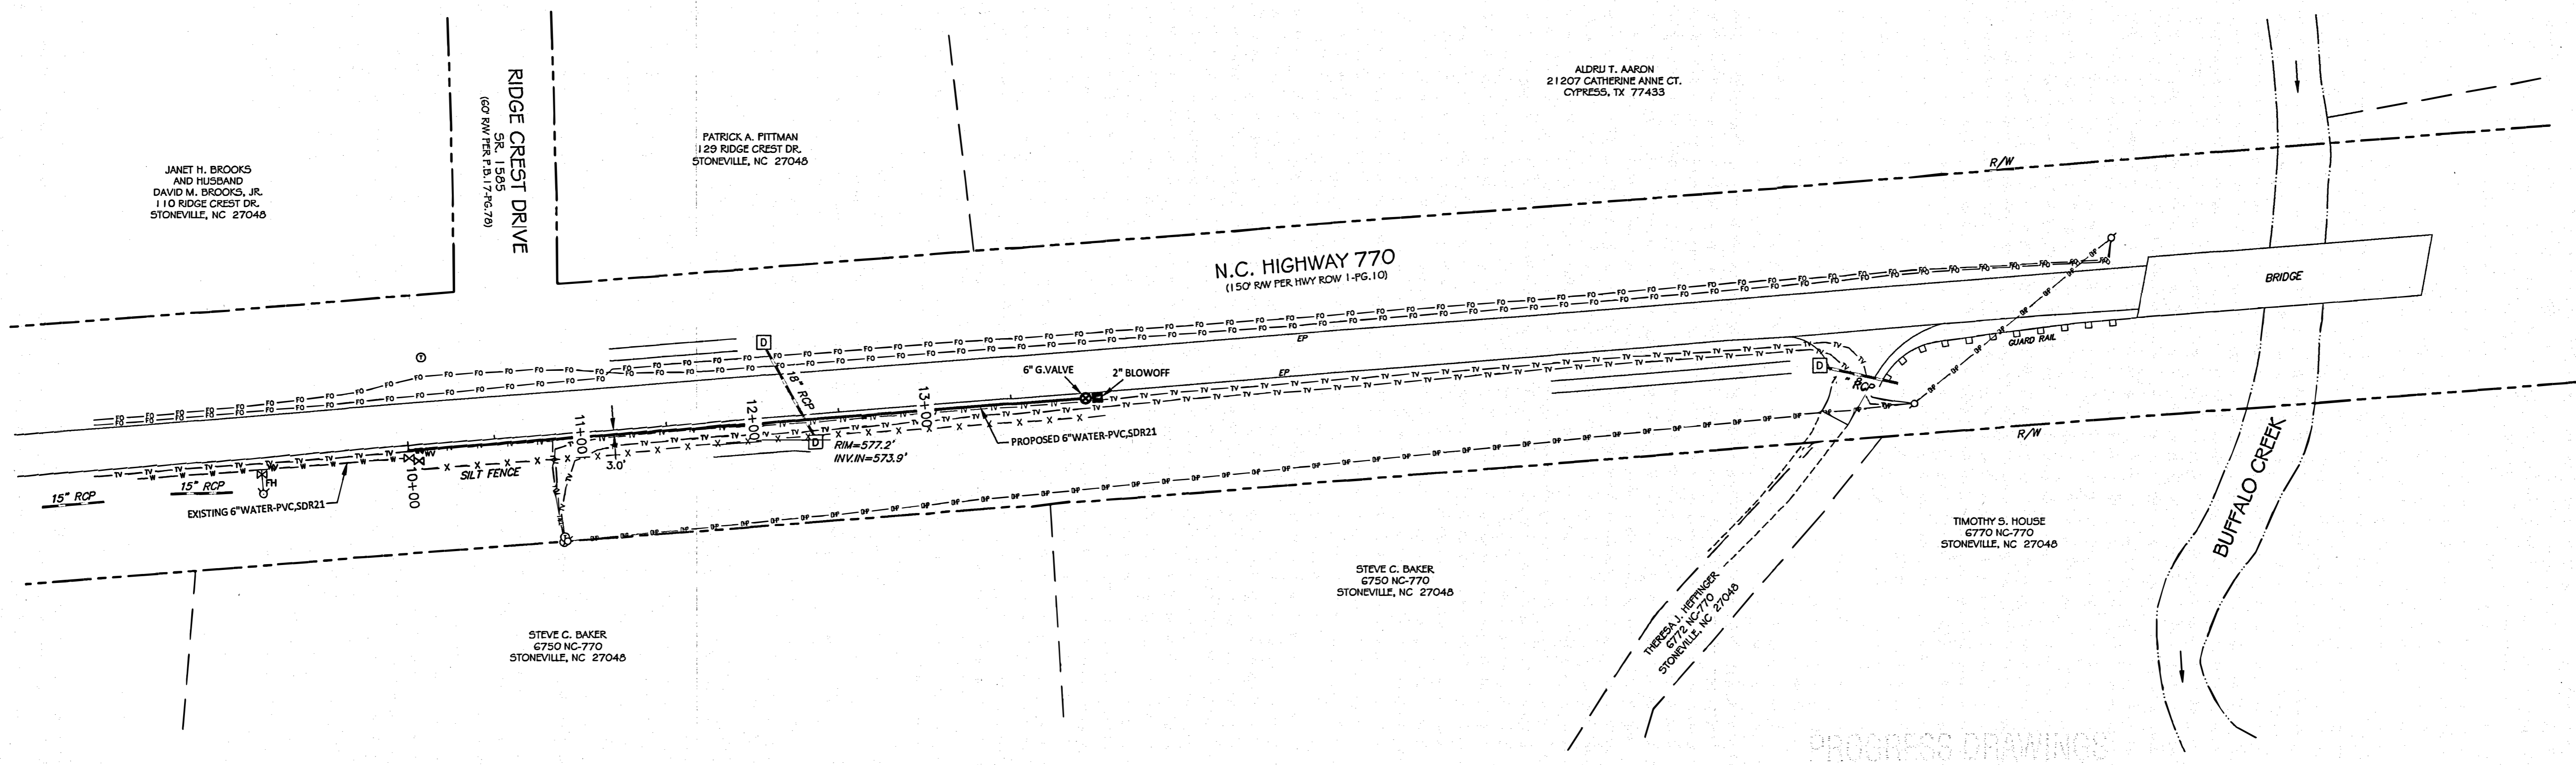 JANET H. BROOKS
AND HUSBAND
DAVID M. BROOKS, JR.
110 RIDGE CREST DR.
STONEVILLE, NC 27048
RIDGE CREST DRIVE
SR. 1585
(60' R/W PER P.B.17-PG.78)
PATRICK A. PITTMAN
129 RIDGE CREST DR.
STONEVILLE, NC 27048
ALDRIJ T. AARON
21207 CATHERINE ANNE CT.
CYPRESS, TX 77433
R/W
N.C. HIGHWAY 770
(150' R/W PER HWY ROW 1-PG.10)
BRIDGE
GUARD RAIL
EP
EP
T
D
18" RCP
D
RIM=577.2'
INV.IN=573.9'
6" G.VALVE
2" BLOWOFF
PROPOSED 6"WATER-PVC,SDR21
10+00
11+00
12+00
13+00
3.0'
SILT FENCE
WV
FH
15" RCP
15" RCP
EXISTING 6"WATER-PVC,SDR21
D
RCP
R/W
BUFFALO CREEK
STEVE C. BAKER
6750 NC-770
STONEVILLE, NC 27048
STEVE C. BAKER
6750 NC-770
STONEVILLE, NC 27048
THERESA J. HEFFINGER
6772 NC-770
STONEVILLE, NC 27048
TIMOTHY S. HOUSE
6770 NC-770
STONEVILLE, NC 27048
PROGRESS DRAWINGS